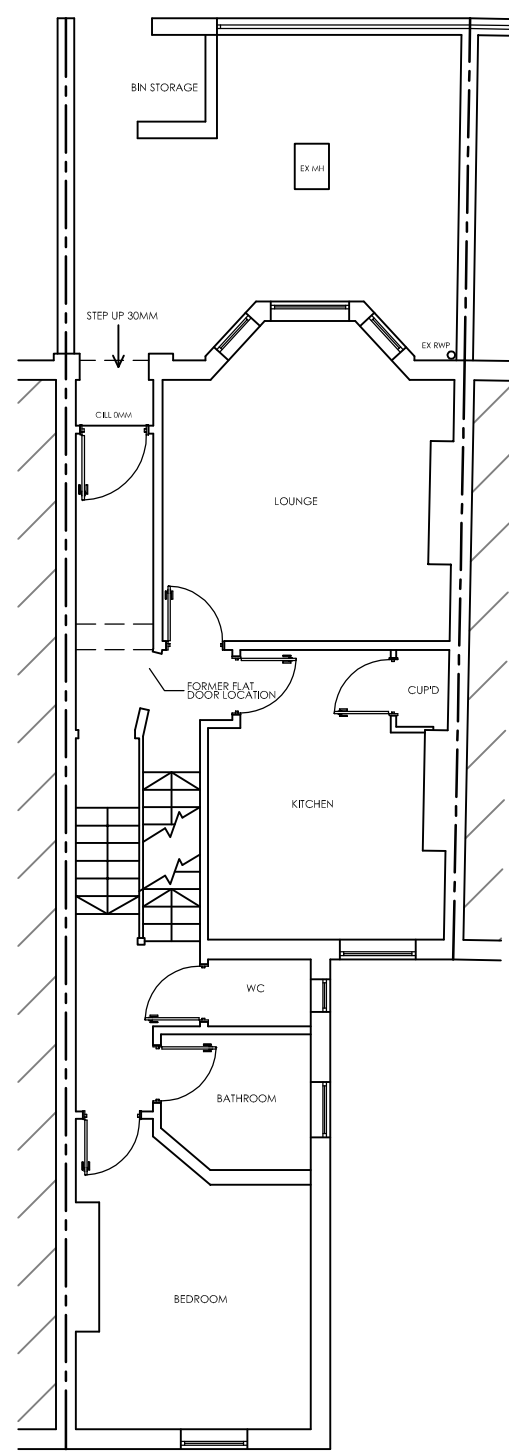 BIN STORAGE
EX MH
STEP UP 30MM
EX RWP
CILL 0MM
LOUNGE
FORMER FLAT
DOOR LOCATION
CUP'D
KITCHEN
WC
BATHROOM
BEDROOM